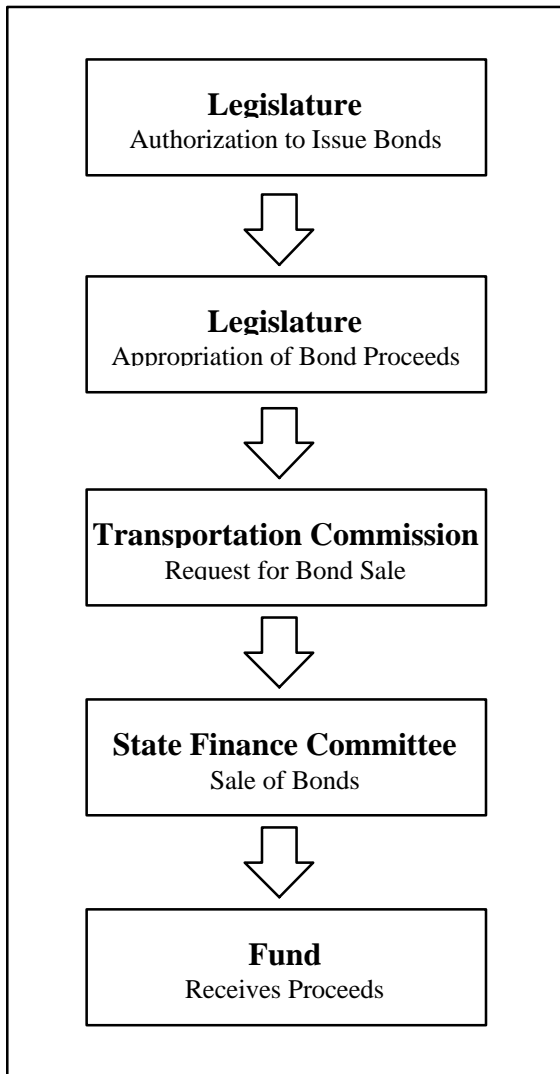 Legislature
Authorization to Issue Bonds
Legislature
Appropriation of Bond Proceeds
Transportation Commission
Request for Bond Sale
State Finance Committee
Sale of Bonds
Fund
Receives Proceeds